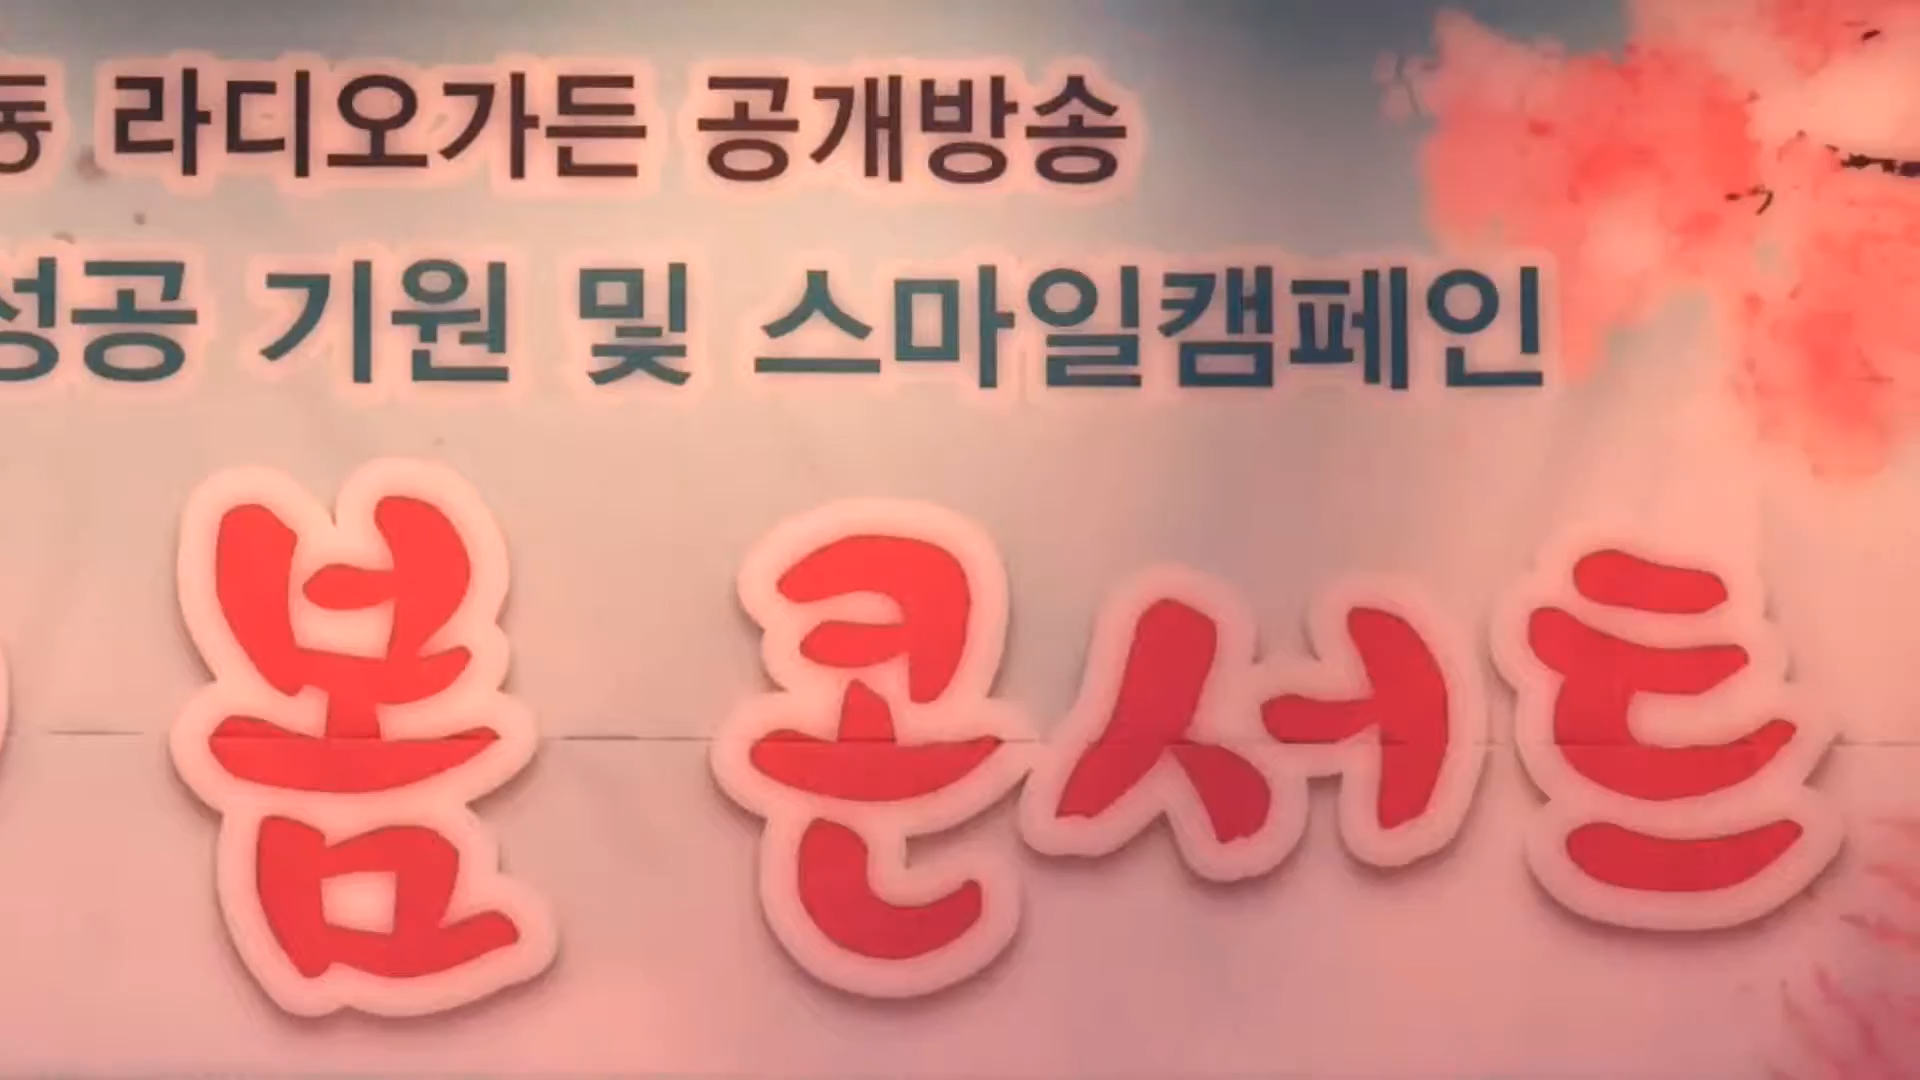 동 라디오가든 공개방송
성공 기원 및 스마일캠페인
봄 콘서트